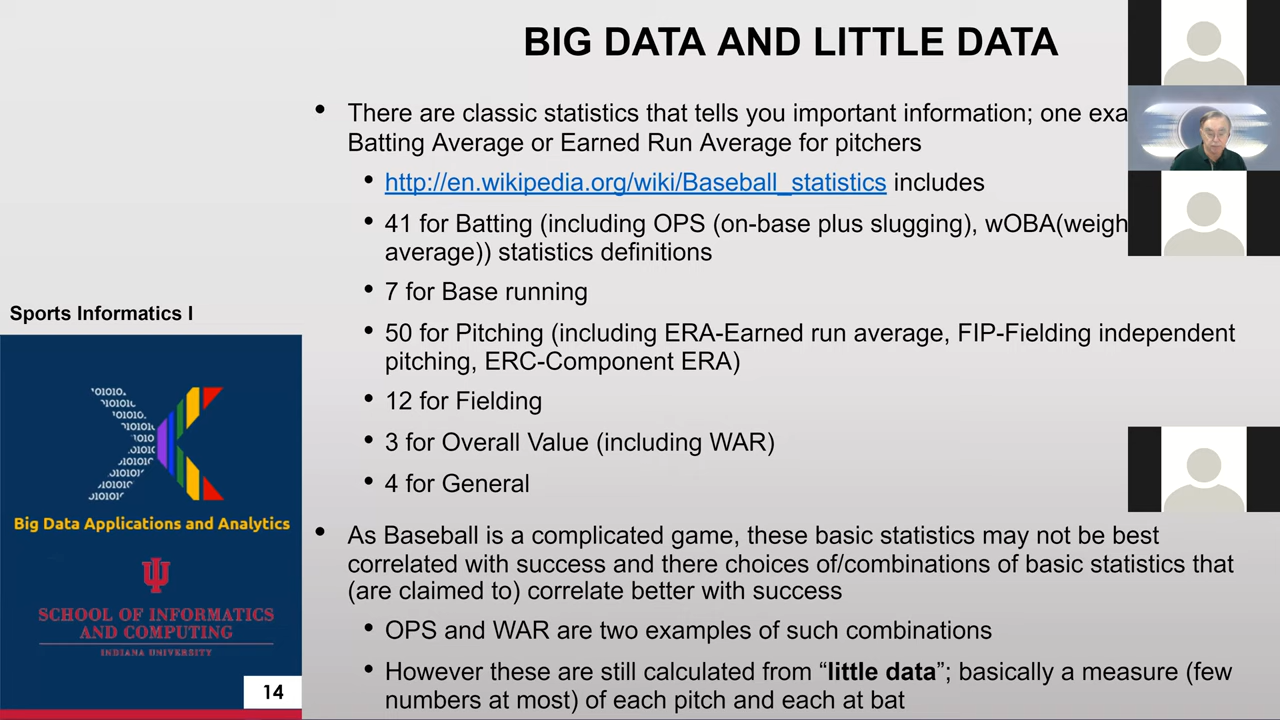 BIG DATA AND LITTLE DATA
• There are classic statistics that tells you important information; one exa
Batting Average or Earned Run Average for pitchers
• http://en.wikipedia.org/wiki/Baseball_statistics includes
• 41 for Batting (including OPS (on-base plus slugging), wOBA(weigh
average)) statistics definitions
• 7 for Base running
• 50 for Pitching (including ERA-Earned run average, FIP-Fielding independent
pitching, ERC-Component ERA)
• 12 for Fielding
• 3 for Overall Value (including WAR)
• 4 for General
• As Baseball is a complicated game, these basic statistics may not be best
correlated with success and there choices of/combinations of basic statistics that
(are claimed to) correlate better with success
• OPS and WAR are two examples of such combinations
• However these are still calculated from “little data”; basically a measure (few
numbers at most) of each pitch and each at bat
Sports Informatics I
Big Data Applications and Analytics
SCHOOL OF INFORMATICS
AND COMPUTING
INDIANA UNIVERSITY
14